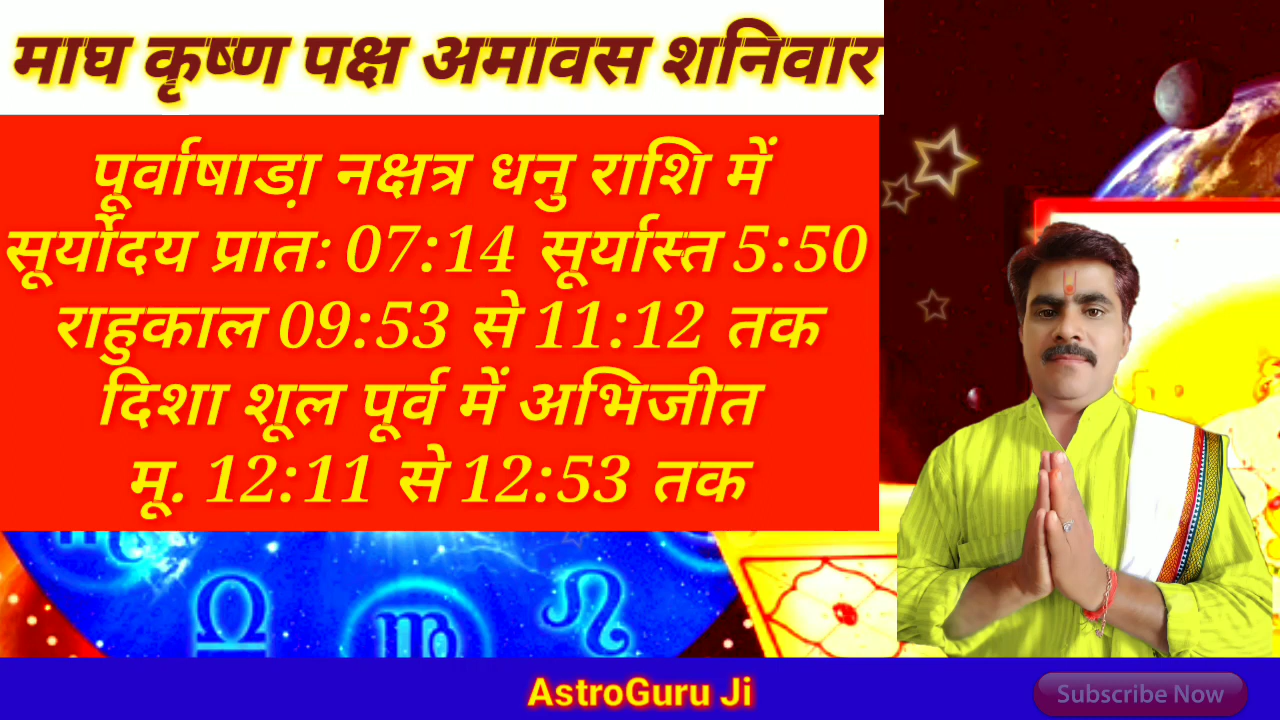 माघ कृष्ण पक्ष अमावस शनिवार
पूर्वाषाडा़ नक्षत्र धनु राशि में
सूर्योदय प्रातः 07:14 सूर्यास्त 5:50
राहुकाल 09:53 से 11:12 तक
दिशा शूल पूर्व में अभिजीत
मू. 12:11 से 12:53 तक
AstroGuru Ji
Subscribe Now